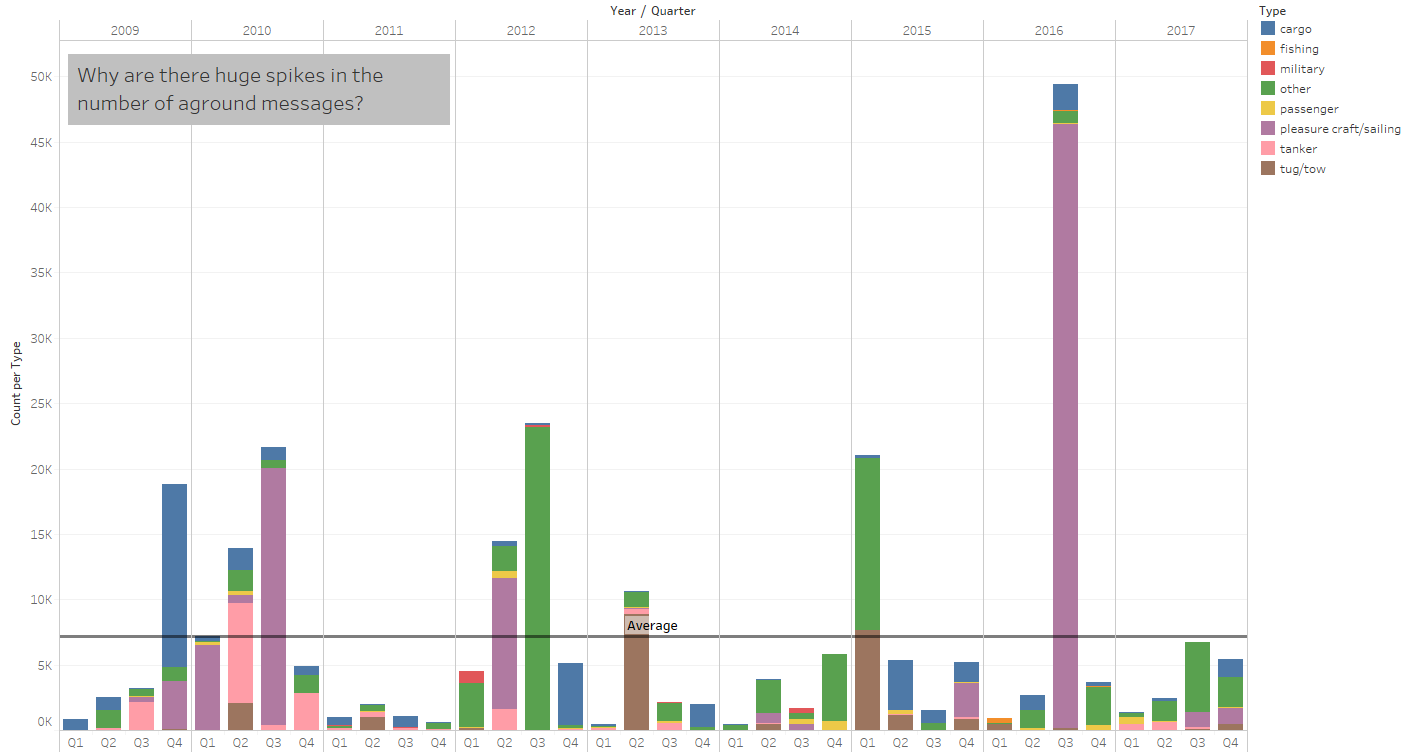 Year / Quarter
2009 2010 2011 2012 2013 2014 2015 2016 2017
Why are there huge spikes in the
number of aground messages?
50K
45K
40K
35K
30K
25K
20K
15K
10K
5K
0K
Count per Type
Average
Q1 Q2 Q3 Q4 Q1 Q2 Q3 Q4 Q1 Q2 Q3 Q4 Q1 Q2 Q3 Q4 Q1 Q2 Q3 Q4 Q1 Q2 Q3 Q4 Q1 Q2 Q3 Q4 Q1 Q2 Q3 Q4 Q1 Q2 Q3 Q4
Type
cargo
fishing
military
other
passenger
pleasure craft/sailing
tanker
tug/tow